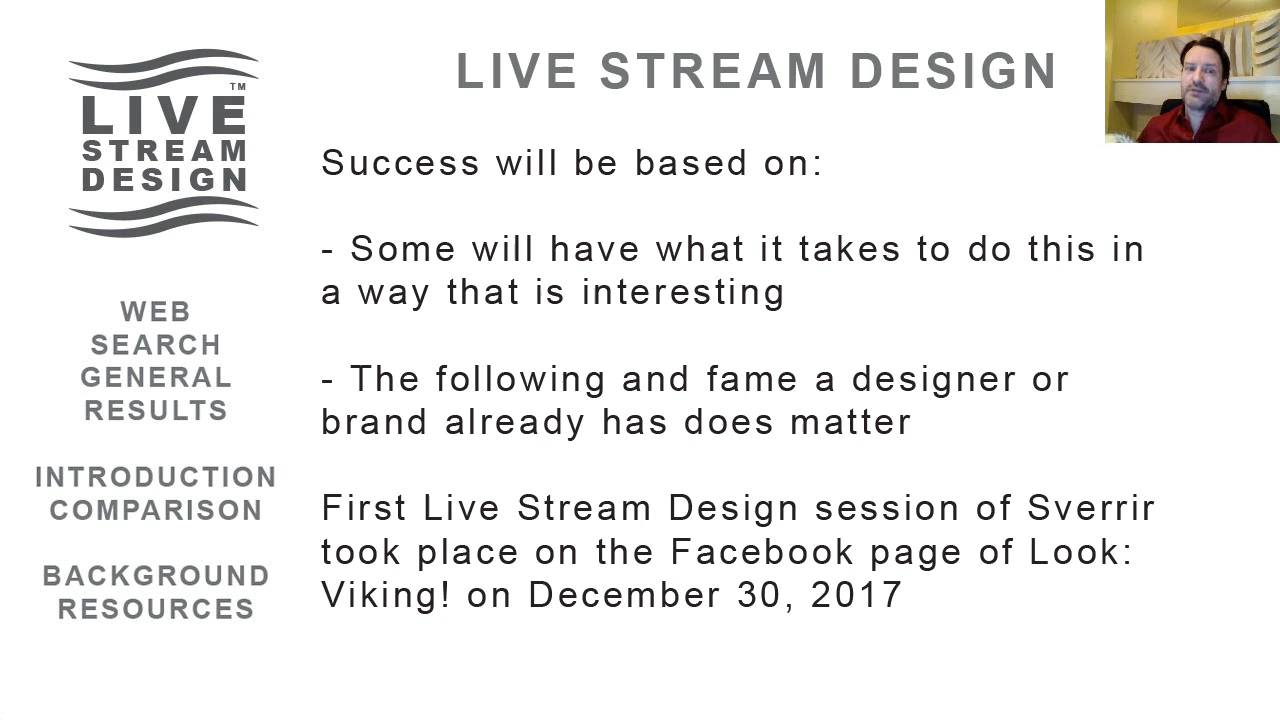 LIVE STREAM DESIGN
™
LIVE
STREAM
DESIGN
WEB
SEARCH
GENERAL
RESULTS
INTRODUCTION
COMPARISON
BACKGROUND
RESOURCES
Success will be based on:
- Some will have what it takes to do this in
a way that is interesting
- The following and fame a designer or
brand already has does matter
First Live Stream Design session of Sverrir
took place on the Facebook page of Look:
Viking! on December 30, 2017